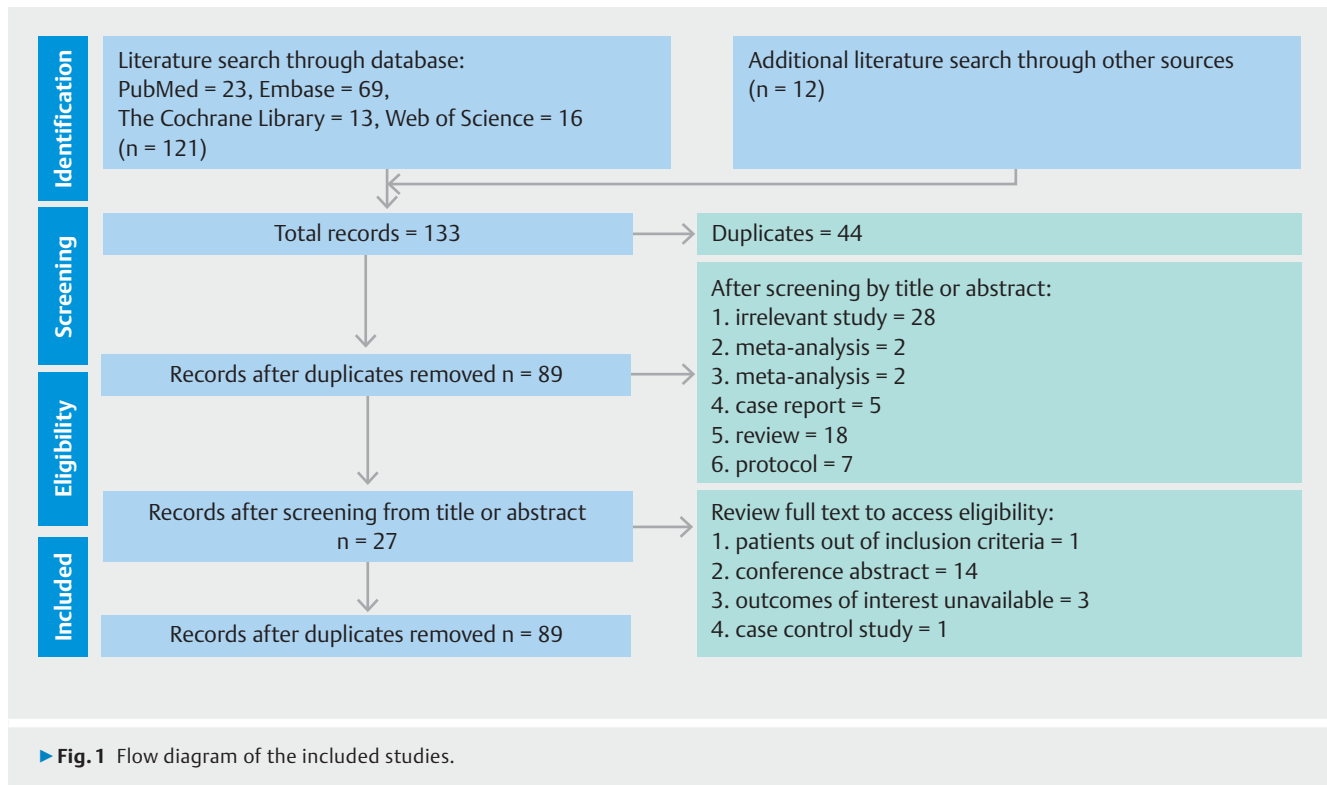 Identification
Literature search through database:
PubMed = 23, Embase = 69,
The Cochrane Library = 13, Web of Science = 16
(n = 121)
Additional literature search through other sources
(n = 12)
Screening
Total records = 133
Duplicates = 44
After screening by title or abstract:
1. irrelevant study = 28
2. meta-analysis = 2
3. meta-analysis = 2
4. case report = 5
5. review = 18
6. protocol = 7
Records after duplicates removed n = 89
Eligibility
Records after screening from title or abstract
n = 27
Review full text to access eligibility:
1. patients out of inclusion criteria = 1
2. conference abstract = 14
3. outcomes of interest unavailable = 3
4. case control study = 1
Included
Records after duplicates removed n = 89
▶ Fig. 1 Flow diagram of the included studies.